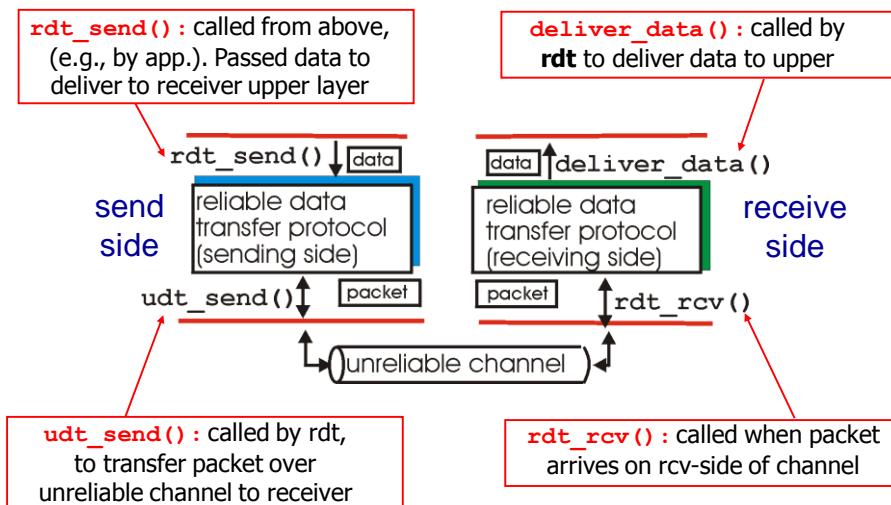 rdt_send(): called from above,
(e.g., by app.). Passed data to
deliver to receiver upper layer
deliver_data(): called by
rdt to deliver data to upper
rdt_send()
data
data
deliver_data()
send
side
reliable data
transfer protocol
(sending side)
reliable data
transfer protocol
(receiving side)
receive
side
udt_send()
packet
packet
rdt_rcv()
unreliable channel
udt_send(): called by rdt,
to transfer packet over
unreliable channel to receiver
rdt_rcv(): called when packet
arrives on rcv-side of channel